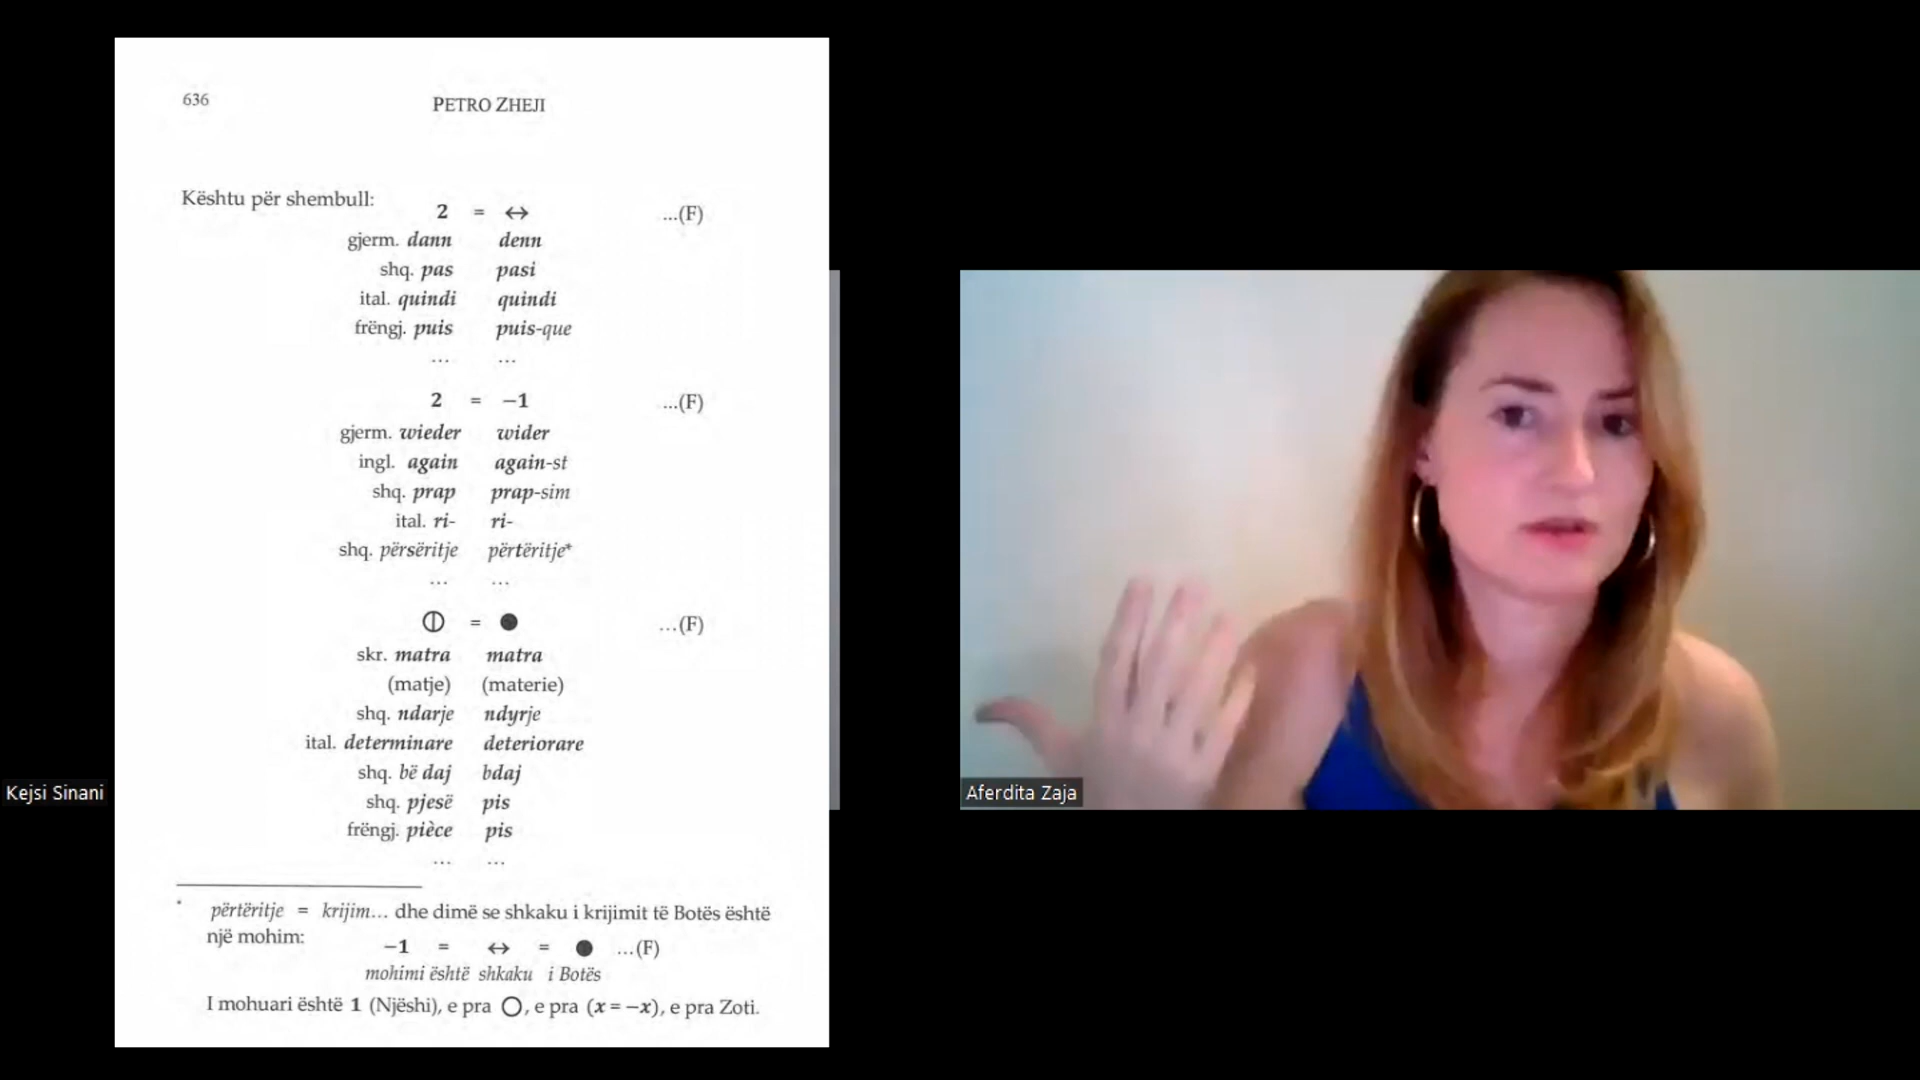 636
PETRO ZHEJI
Kështu për shembull:
2 = ↔ ...(F)
gjerm. dann denn
shq. pas pasi
ital. quindi quindi
frëngj. puis puis-que
... ...
2 = −1 ...(F)
gjerm. wieder wider
ingl. again again-st
shq. prap prap-sim
ital. ri- ri-
shq. përsëritje përtëritje*
... ...
⦶ = ● ...(F)
skr. matra matra
(matje) (materie)
shq. ndarje ndyrje
ital. determinare deteriorare
shq. bë daj bdaj
shq. pjesë pis
frëngj. pièce pis
... ...
* përtëritje = krijim... dhe dimë se shkaku i krijimit të Botës është
një mohim:
−1 = ↔ = ● ...(F)
mohimi është shkaku i Botës
I mohuari është 1 (Njëshi), e pra ○, e pra (x = −x), e pra Zoti.
Kejsi Sinani
Aferdita Zaja